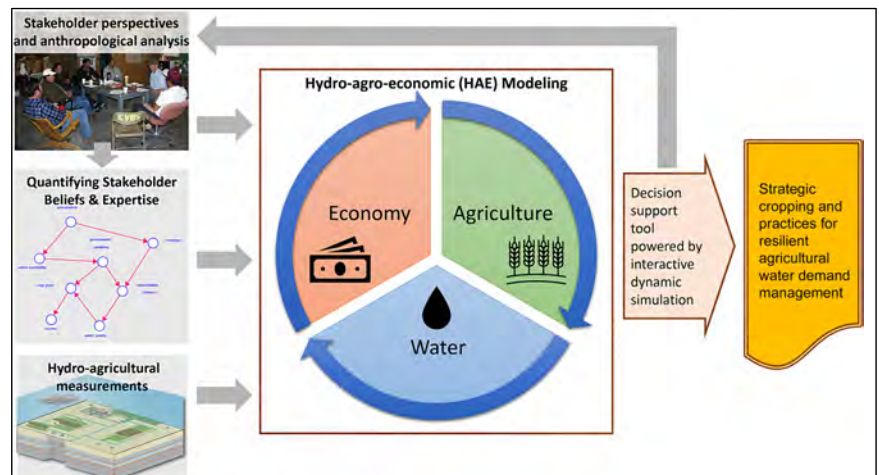 Stakeholder perspectives
and anthropological analysis
Quantifying Stakeholder
Beliefs & Expertise
Hydro-agricultural
measurements
Hydro-agro-economic (HAE) Modeling
Economy
Agriculture
Water
Decision
support
tool
powered by
interactive
dynamic
simulation
Strategic
cropping and
practices for
resilient
agricultural
water demand
management